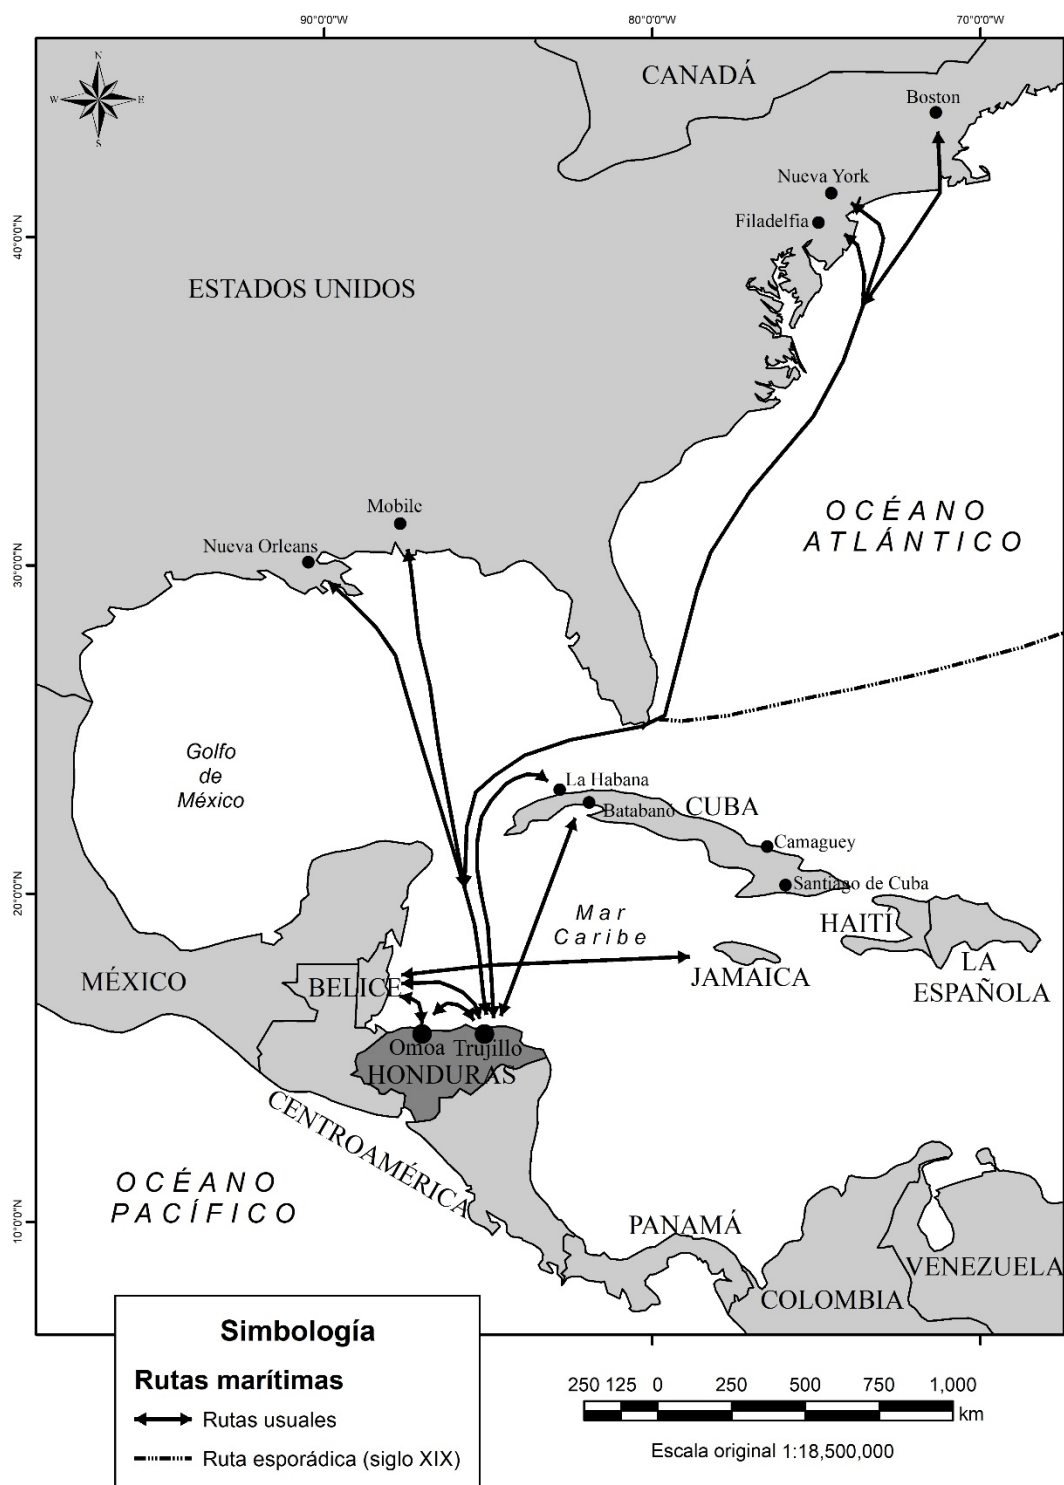 90°0'0"W 80°0'0"W 70°0'0"W
N
W E
S
CANADÁ
Boston
Nueva York
Filadelfia
40°0'0"N
ESTADOS UNIDOS
Mobile
Nueva Orleans
OCÉANO
ATLÁNTICO
30°0'0"N
Golfo
de
México
La Habana
Batabanó
CUBA
Camaguey
Santiago de Cuba
20°0'0"N
Mar
Caribe
HAITÍ
LA
ESPAÑOLA
JAMAICA
MÉXICO
BELICE
Omoa Trujillo
HONDURAS
CENTROAMÉRICA
OCÉANO
PACÍFICO
10°0'0"N
PANAMÁ
VENEZUELA
COLOMBIA
Simbología
Rutas marítimas
Rutas usuales
Ruta esporádica (siglo XIX)
250 125 0 250 500 750 1,000
km
Escala original 1:18,500,000